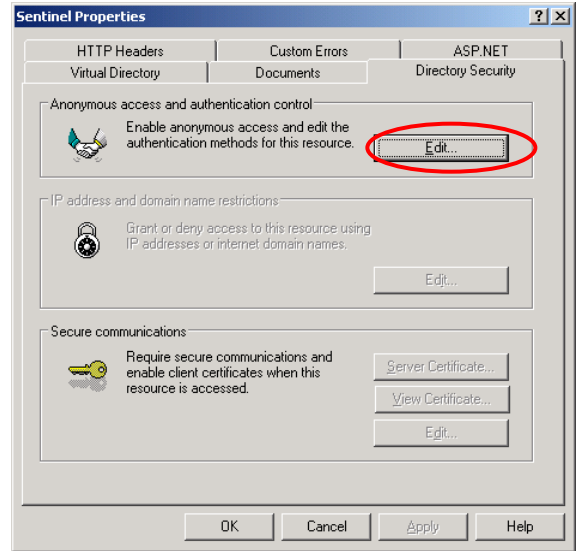 Sentinel Properties
? X
HTTP Headers Custom Errors ASP.NET
Virtual Directory Documents Directory Security
Anonymous access and authentication control
Enable anonymous access and edit the
authentication methods for this resource.
Edit...
IP address and domain name restrictions
Grant or deny access to this resource using
IP addresses or internet domain names.
Edit...
Secure communications
Require secure communications and
enable client certificates when this
resource is accessed.
Server Certificate...
View Certificate...
Edit...
OK Cancel Apply Help